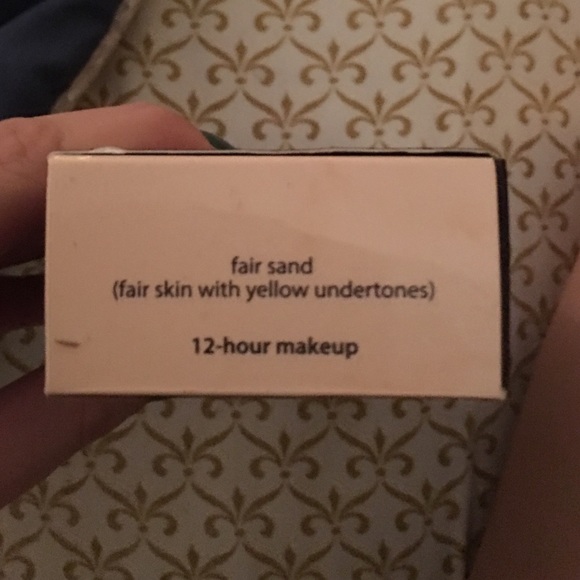 fair sand
(fair skin with yellow undertones)
12-hour makeup